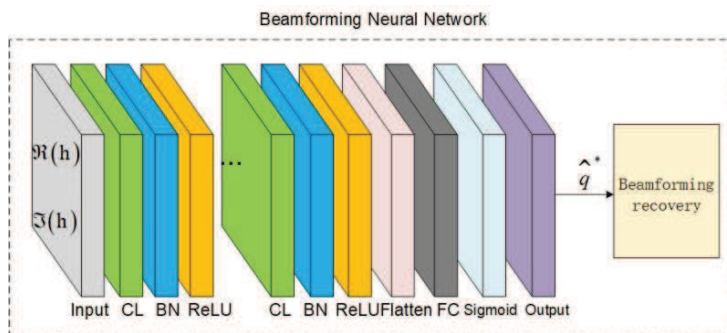 Beamforming Neural Network
ℜ(h)
ℑ(h)
...
q̂*
Beamforming
recovery
Input CL BN ReLU CL BN ReLU Flatten FC Sigmoid Output